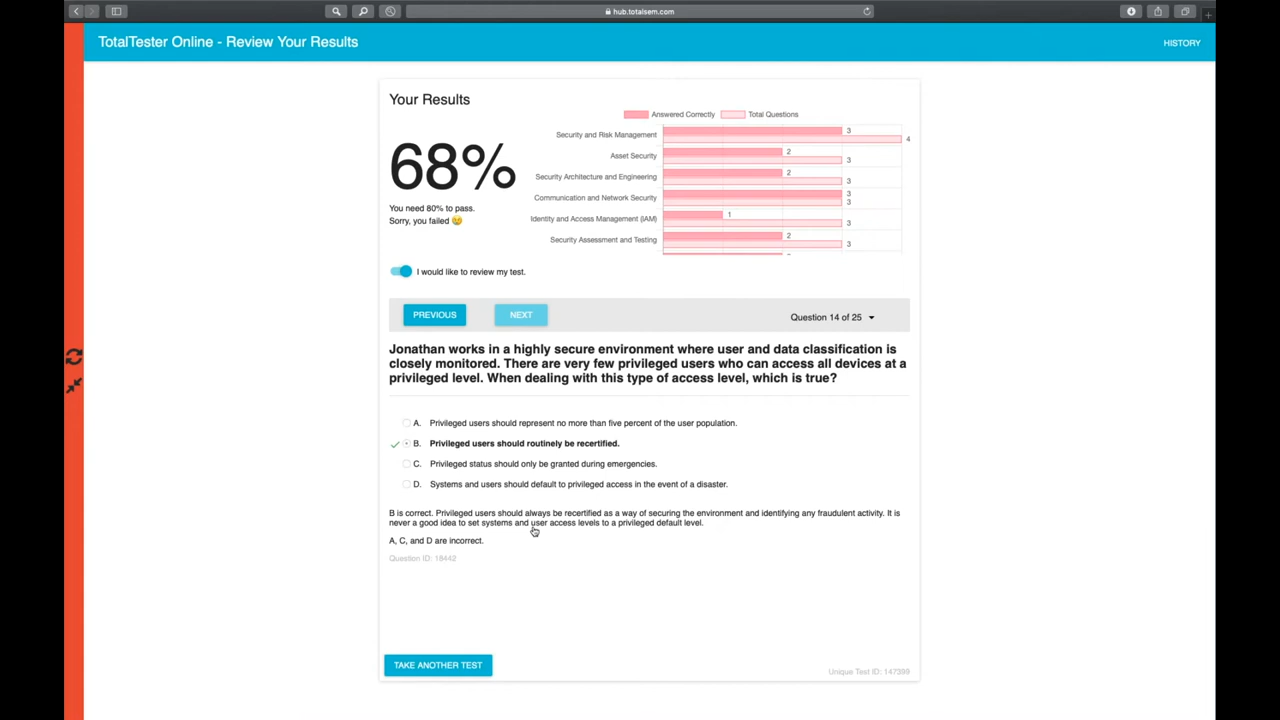 hub.totalsem.com
TotalTester Online - Review Your Results
HISTORY
Your Results
Answered Correctly
Total Questions
68%
You need 80% to pass.
Sorry, you failed 😢
Security and Risk Management
3
4
Asset Security
2
3
Security Architecture and Engineering
2
3
Communication and Network Security
3
3
Identity and Access Management (IAM)
1
3
Security Assessment and Testing
2
3
I would like to review my test.
PREVIOUS
NEXT
Question 14 of 25
Jonathan works in a highly secure environment where user and data classification is
closely monitored. There are very few privileged users who can access all devices at a
privileged level. When dealing with this type of access level, which is true?
A. Privileged users should represent no more than five percent of the user population.
B. Privileged users should routinely be recertified.
C. Privileged status should only be granted during emergencies.
D. Systems and users should default to privileged access in the event of a disaster.
B is correct. Privileged users should always be recertified as a way of securing the environment and identifying any fraudulent activity. It is
never a good idea to set systems and user access levels to a privileged default level.
A, C, and D are incorrect.
Question ID: 18442
TAKE ANOTHER TEST
Unique Test ID: 147399